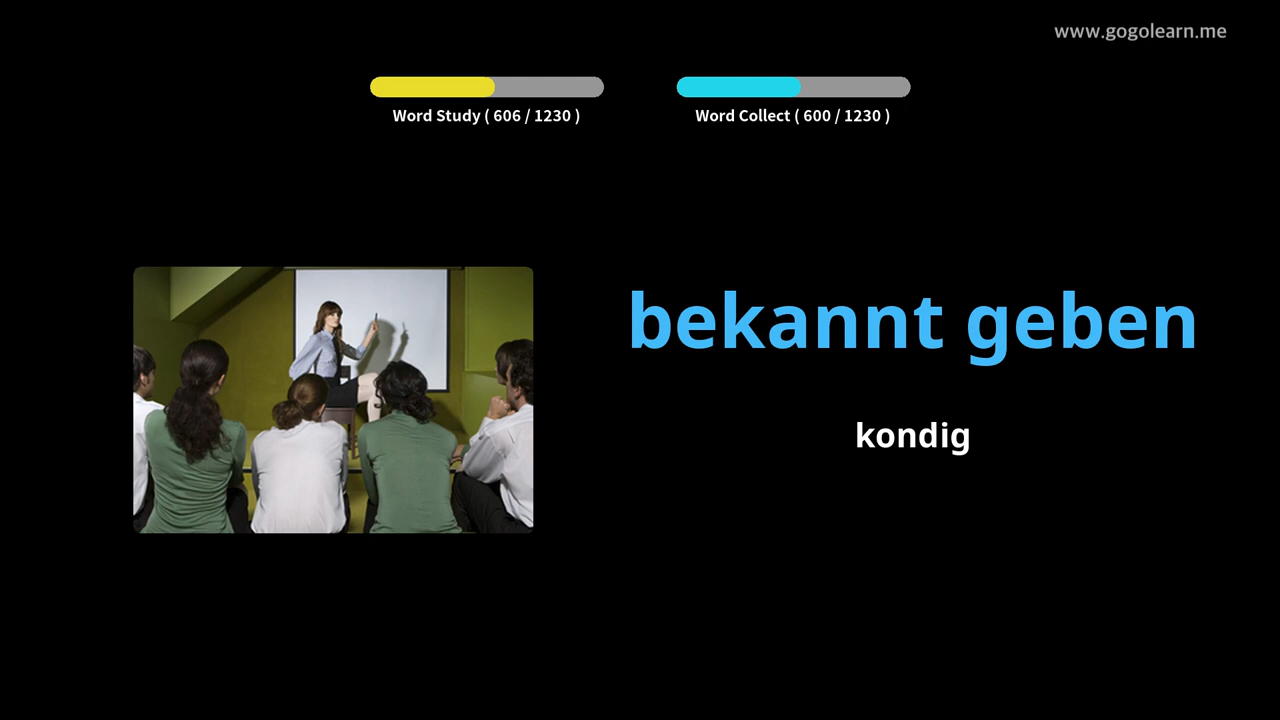 www.gogolearn.me
Word Study ( 606 / 1230 )
Word Collect ( 600 / 1230 )
bekannt geben
kondig